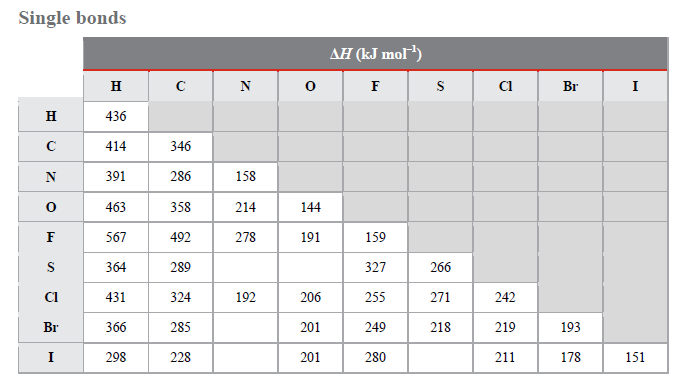 Single bonds
ΔH (kJ mol⁻¹)
H C N O F S Cl Br I
H 436
C 414 346
N 391 286 158
O 463 358 214 144
F 567 492 278 191 159
S 364 289 327 266
Cl 431 324 192 206 255 271 242
Br 366 285 201 249 218 219 193
I 298 228 201 280 211 178 151